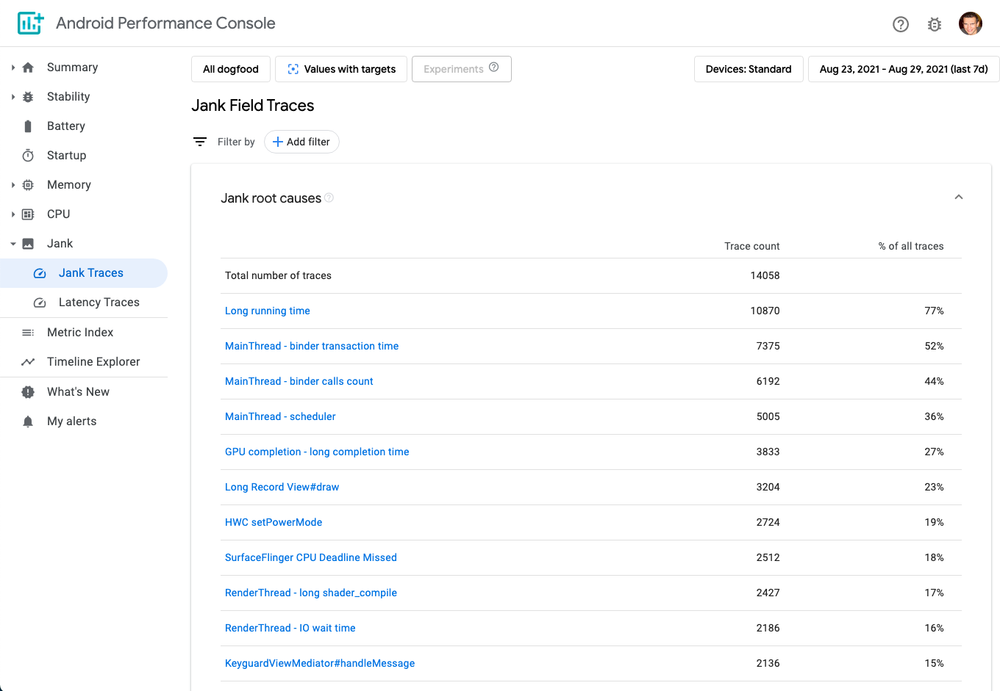 Android Performance Console
Summary
Stability
Battery
Startup
Memory
CPU
Jank
Jank Traces
Latency Traces
Metric Index
Timeline Explorer
What's New
My alerts
All dogfood
Values with targets
Experiments
Devices: Standard
Aug 23, 2021 - Aug 29, 2021 (last 7d)
Jank Field Traces
Filter by
Add filter
Jank root causes
Trace count % of all traces
Total number of traces 14058
Long running time 10870 77%
MainThread - binder transaction time 7375 52%
MainThread - binder calls count 6192 44%
MainThread - scheduler 5005 36%
GPU completion - long completion time 3833 27%
Long Record View#draw 3204 23%
HWC setPowerMode 2724 19%
SurfaceFlinger CPU Deadline Missed 2512 18%
RenderThread - long shader_compile 2427 17%
RenderThread - IO wait time 2186 16%
KeyguardViewMediator#handleMessage 2136 15%